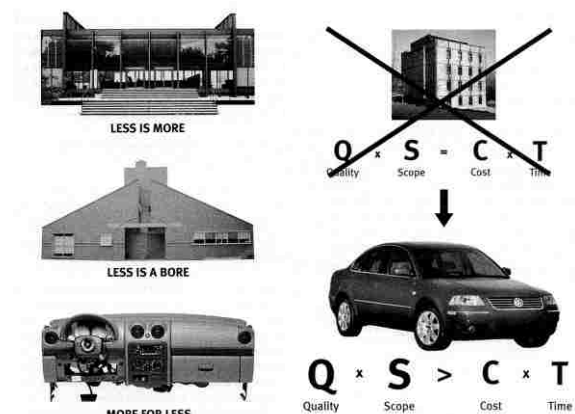 LESS IS MORE
LESS IS A BORE
MORE FOR LESS
Q x S = C x T
Quality Scope Cost Time
Q x S > C x T
Quality Scope Cost Time